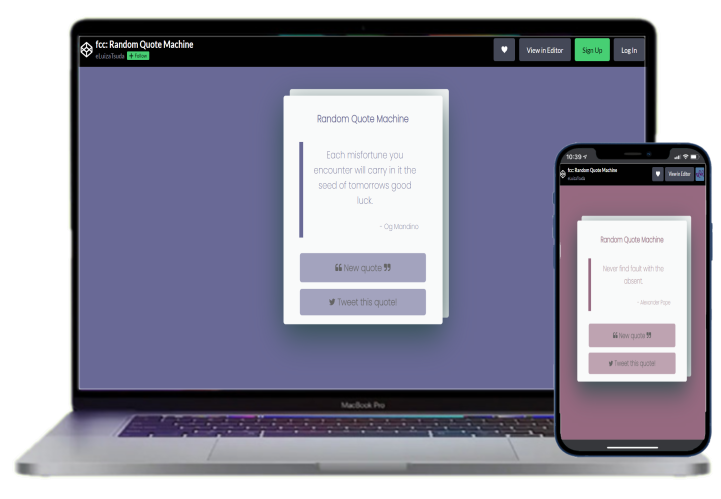 fcc: Random Quote Machine
eLuizaTsuda + Follow
View in Editor
Sign Up
Log In
Random Quote Machine
Each misfortune you
encounter will carry in it the
seed of tomorrows good
luck.
- Og Mandino
New quote
Tweet this quote!
MacBook Pro
10:39
fcc: Random Quote Machine
eLuizaTsuda
View in Editor
Random Quote Machine
Never find fault with the
absent.
- Alexander Pope
New quote
Tweet this quote!